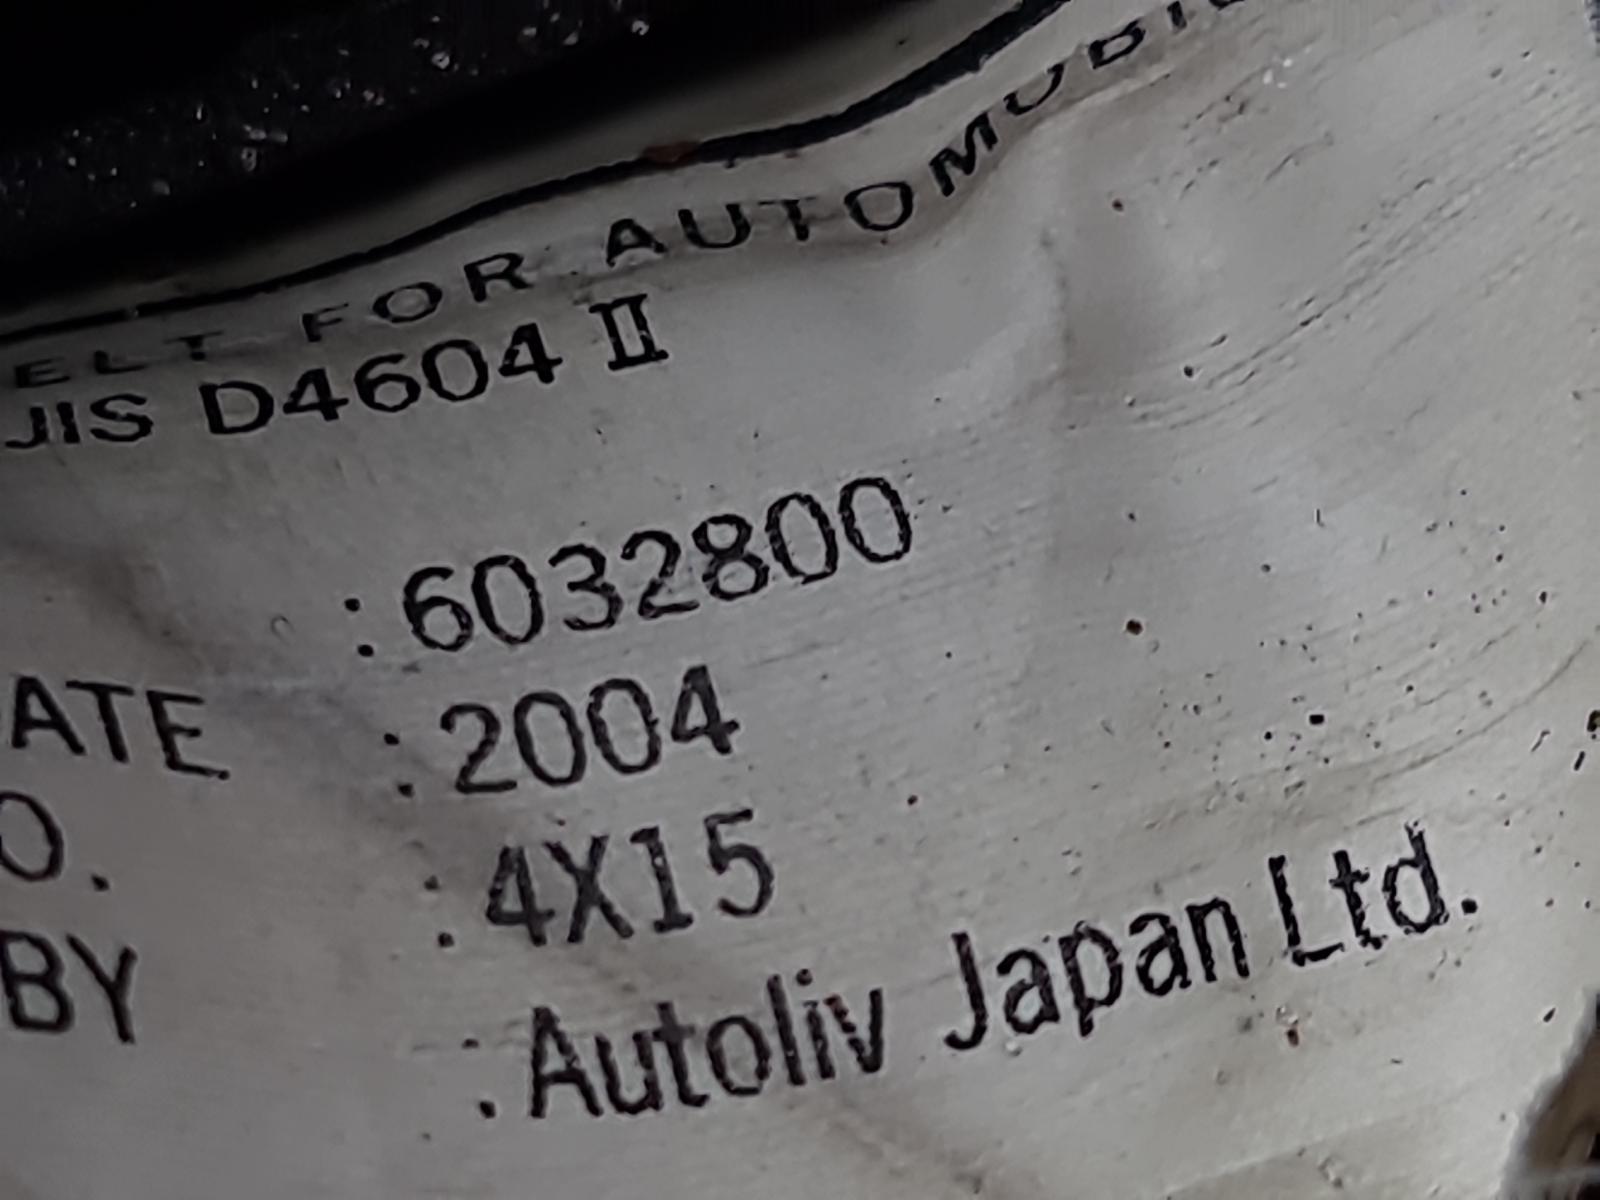 ELT FOR AUTOMOBI
JIS D4604 II
: 6032800
ATE : 2004
O. : 4X15
BY : Autoliv Japan Ltd.